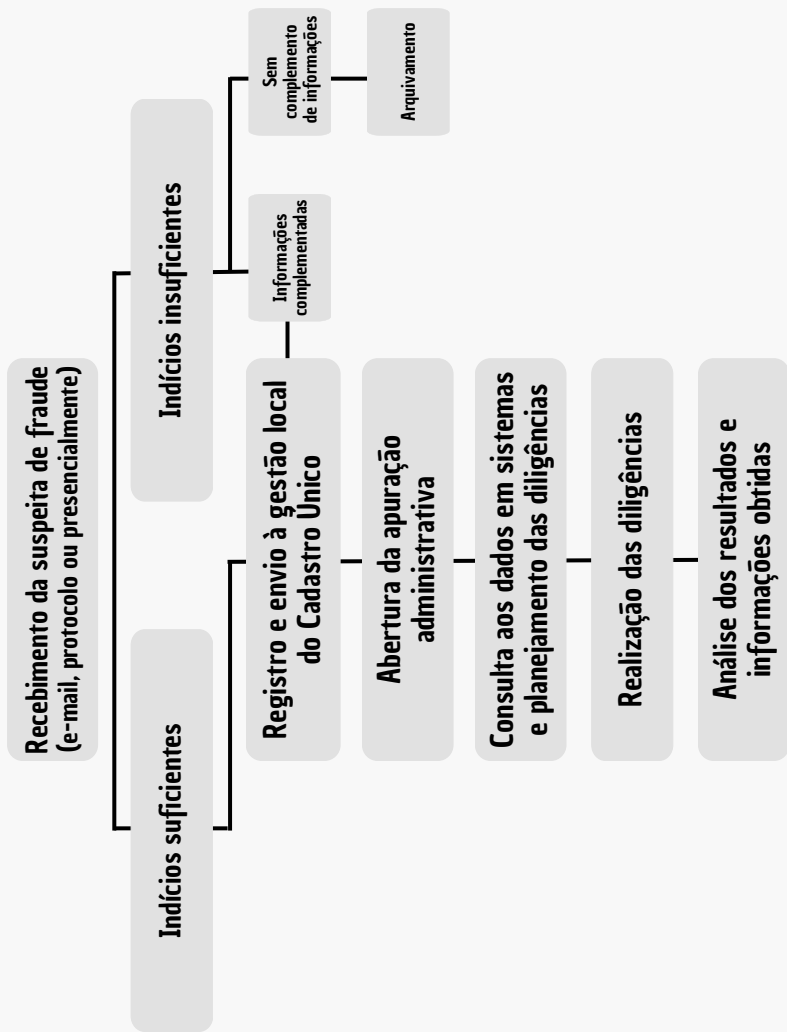 Recebimento da suspeita de fraude
(e-mail, protocolo ou presencialmente)
Indícios suficientes
Indícios insuficientes
Registro e envio à gestão local
do Cadastro Único
Informações
complementadas
Sem
complemento
de informações
Arquivamento
Abertura da apuração
administrativa
Consulta aos dados em sistemas
e planejamento das diligências
Realização das diligências
Análise dos resultados e
informações obtidas